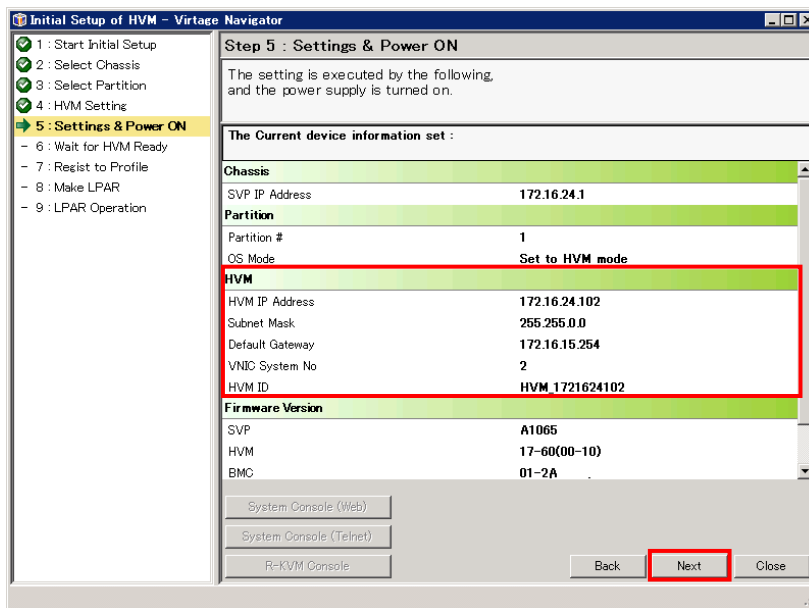 Initial Setup of HVM - Virtage Navigator
1 : Start Initial Setup
2 : Select Chassis
3 : Select Partition
4 : HVM Setting
5 : Settings & Power ON
- 6 : Wait for HVM Ready
- 7 : Regist to Profile
- 8 : Make LPAR
- 9 : LPAR Operation
Step 5 : Settings & Power ON
The setting is executed by the following,
and the power supply is turned on.
The Current device information set :
Chassis
SVP IP Address 172.16.24.1
Partition
Partition # 1
OS Mode Set to HVM mode
HVM
HVM IP Address 172.16.24.102
Subnet Mask 255.255.0.0
Default Gateway 172.16.15.254
VNIC System No 2
HVM ID HVM_1721624102
Firmware Version
SVP A1065
HVM 17-60(00-10)
BMC 01-2A
System Console (Web)
System Console (Telnet)
R-KVM Console
Back Next Close